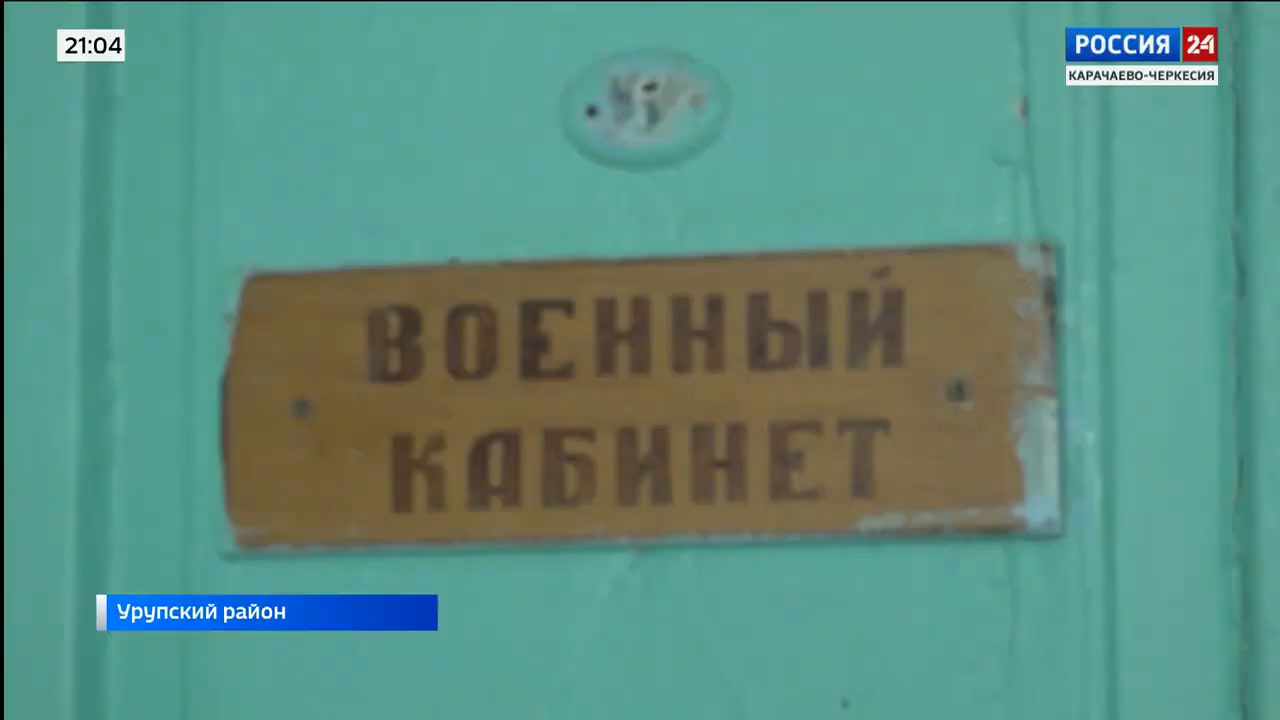 21:04
РОССИЯ 24
КАРАЧАЕВО-ЧЕРКЕСИЯ
ВОЕННЫЙ
КАБИНЕТ
Урупский район